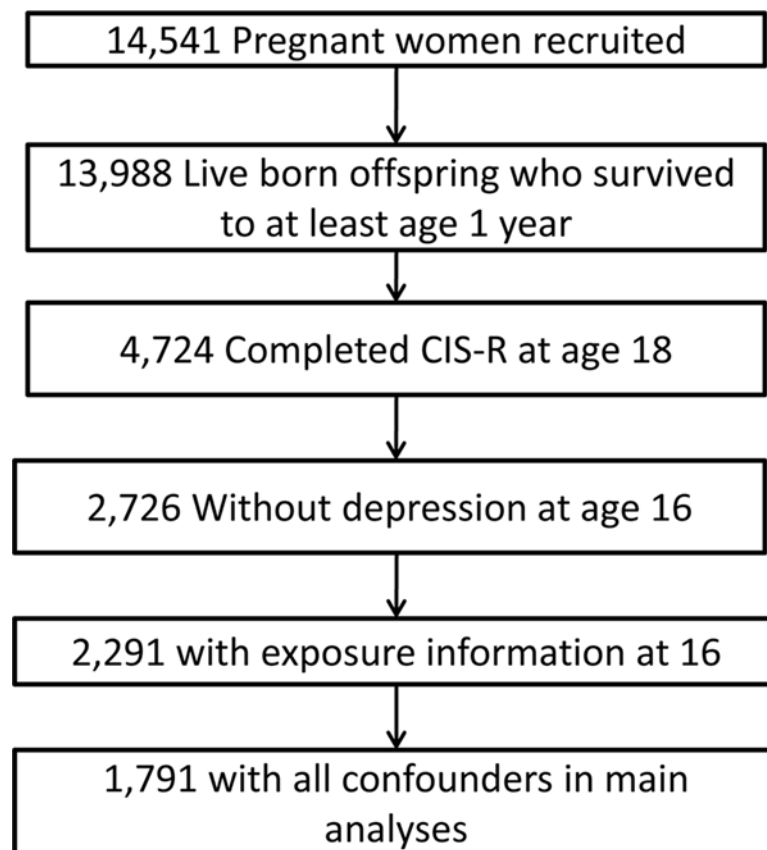 14,541 Pregnant women recruited
13,988 Live born offspring who survived
to at least age 1 year
4,724 Completed CIS-R at age 18
2,726 Without depression at age 16
2,291 with exposure information at 16
1,791 with all confounders in main
analyses